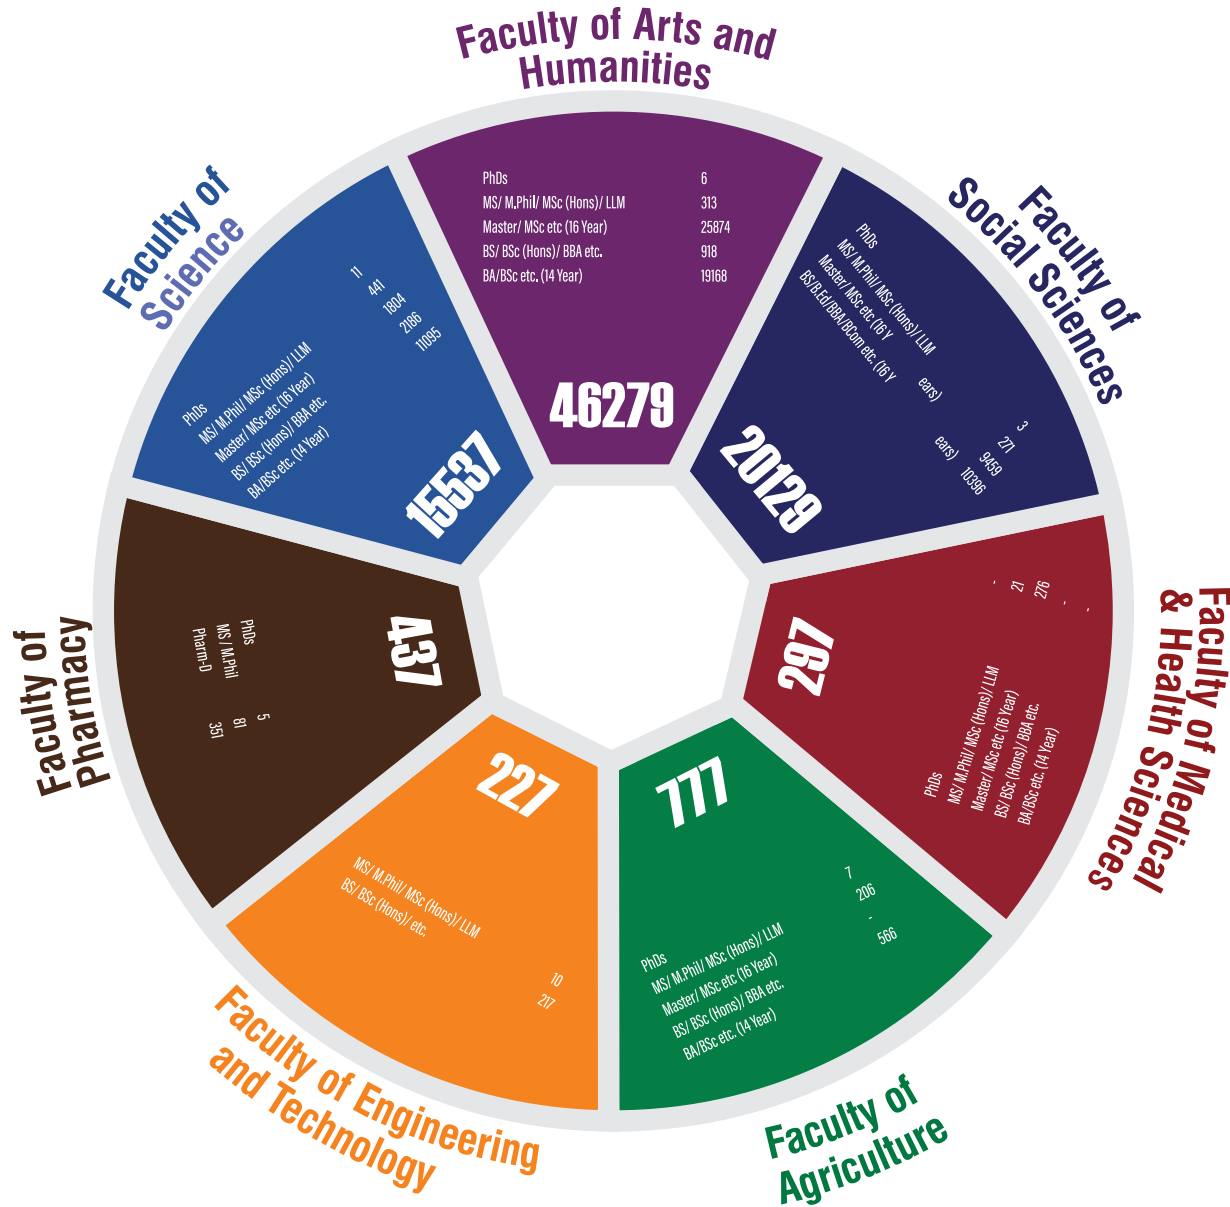 Faculty of Arts and
Humanities
PhDs 6
MS/ M.Phil/ MSc (Hons)/ LLM 313
Master/ MSc etc (16 Year) 25874
BS/ BSc (Hons)/ BBA etc. 918
BA/BSc etc. (14 Year) 19168
46279
Faculty of
Social Sciences
PhDs 3
MS/ M.Phil/ MSc (Hons)/ LLM 271
Master/ MSc etc (16 Y ears) 9459
BS/B.Ed/BBA/BCom etc. (16 Y ears) 10396
20129
Faculty of Medical
& Health Sciences
PhDs -
MS/ M.Phil/ MSc (Hons)/ LLM 21
Master/ MSc etc (16 Year) 276
BS/ BSc (Hons)/ BBA etc. -
BA/BSc etc. (14 Year) -
297
Faculty of
Agriculture
PhDs 7
MS/ M.Phil/ MSc (Hons)/ LLM 206
Master/ MSc etc (16 Year) -
BS/ BSc (Hons)/ BBA etc. 566
BA/BSc etc. (14 Year)
777
Faculty of Engineering
and Technology
MS/ M.Phil/ MSc (Hons)/ LLM 10
BS/ BSc (Hons)/ etc. 217
227
Faculty of
Pharmacy
PhDs 5
MS / M.Phil 81
Pharm-D 351
437
Faculty of
Science
PhDs 11
MS/ M.Phil/ MSc (Hons)/ LLM 441
Master/ MSc etc (16 Year) 1804
BS/ BSc (Hons)/ BBA etc. 2186
BA/BSc etc. (14 Year) 11095
15537